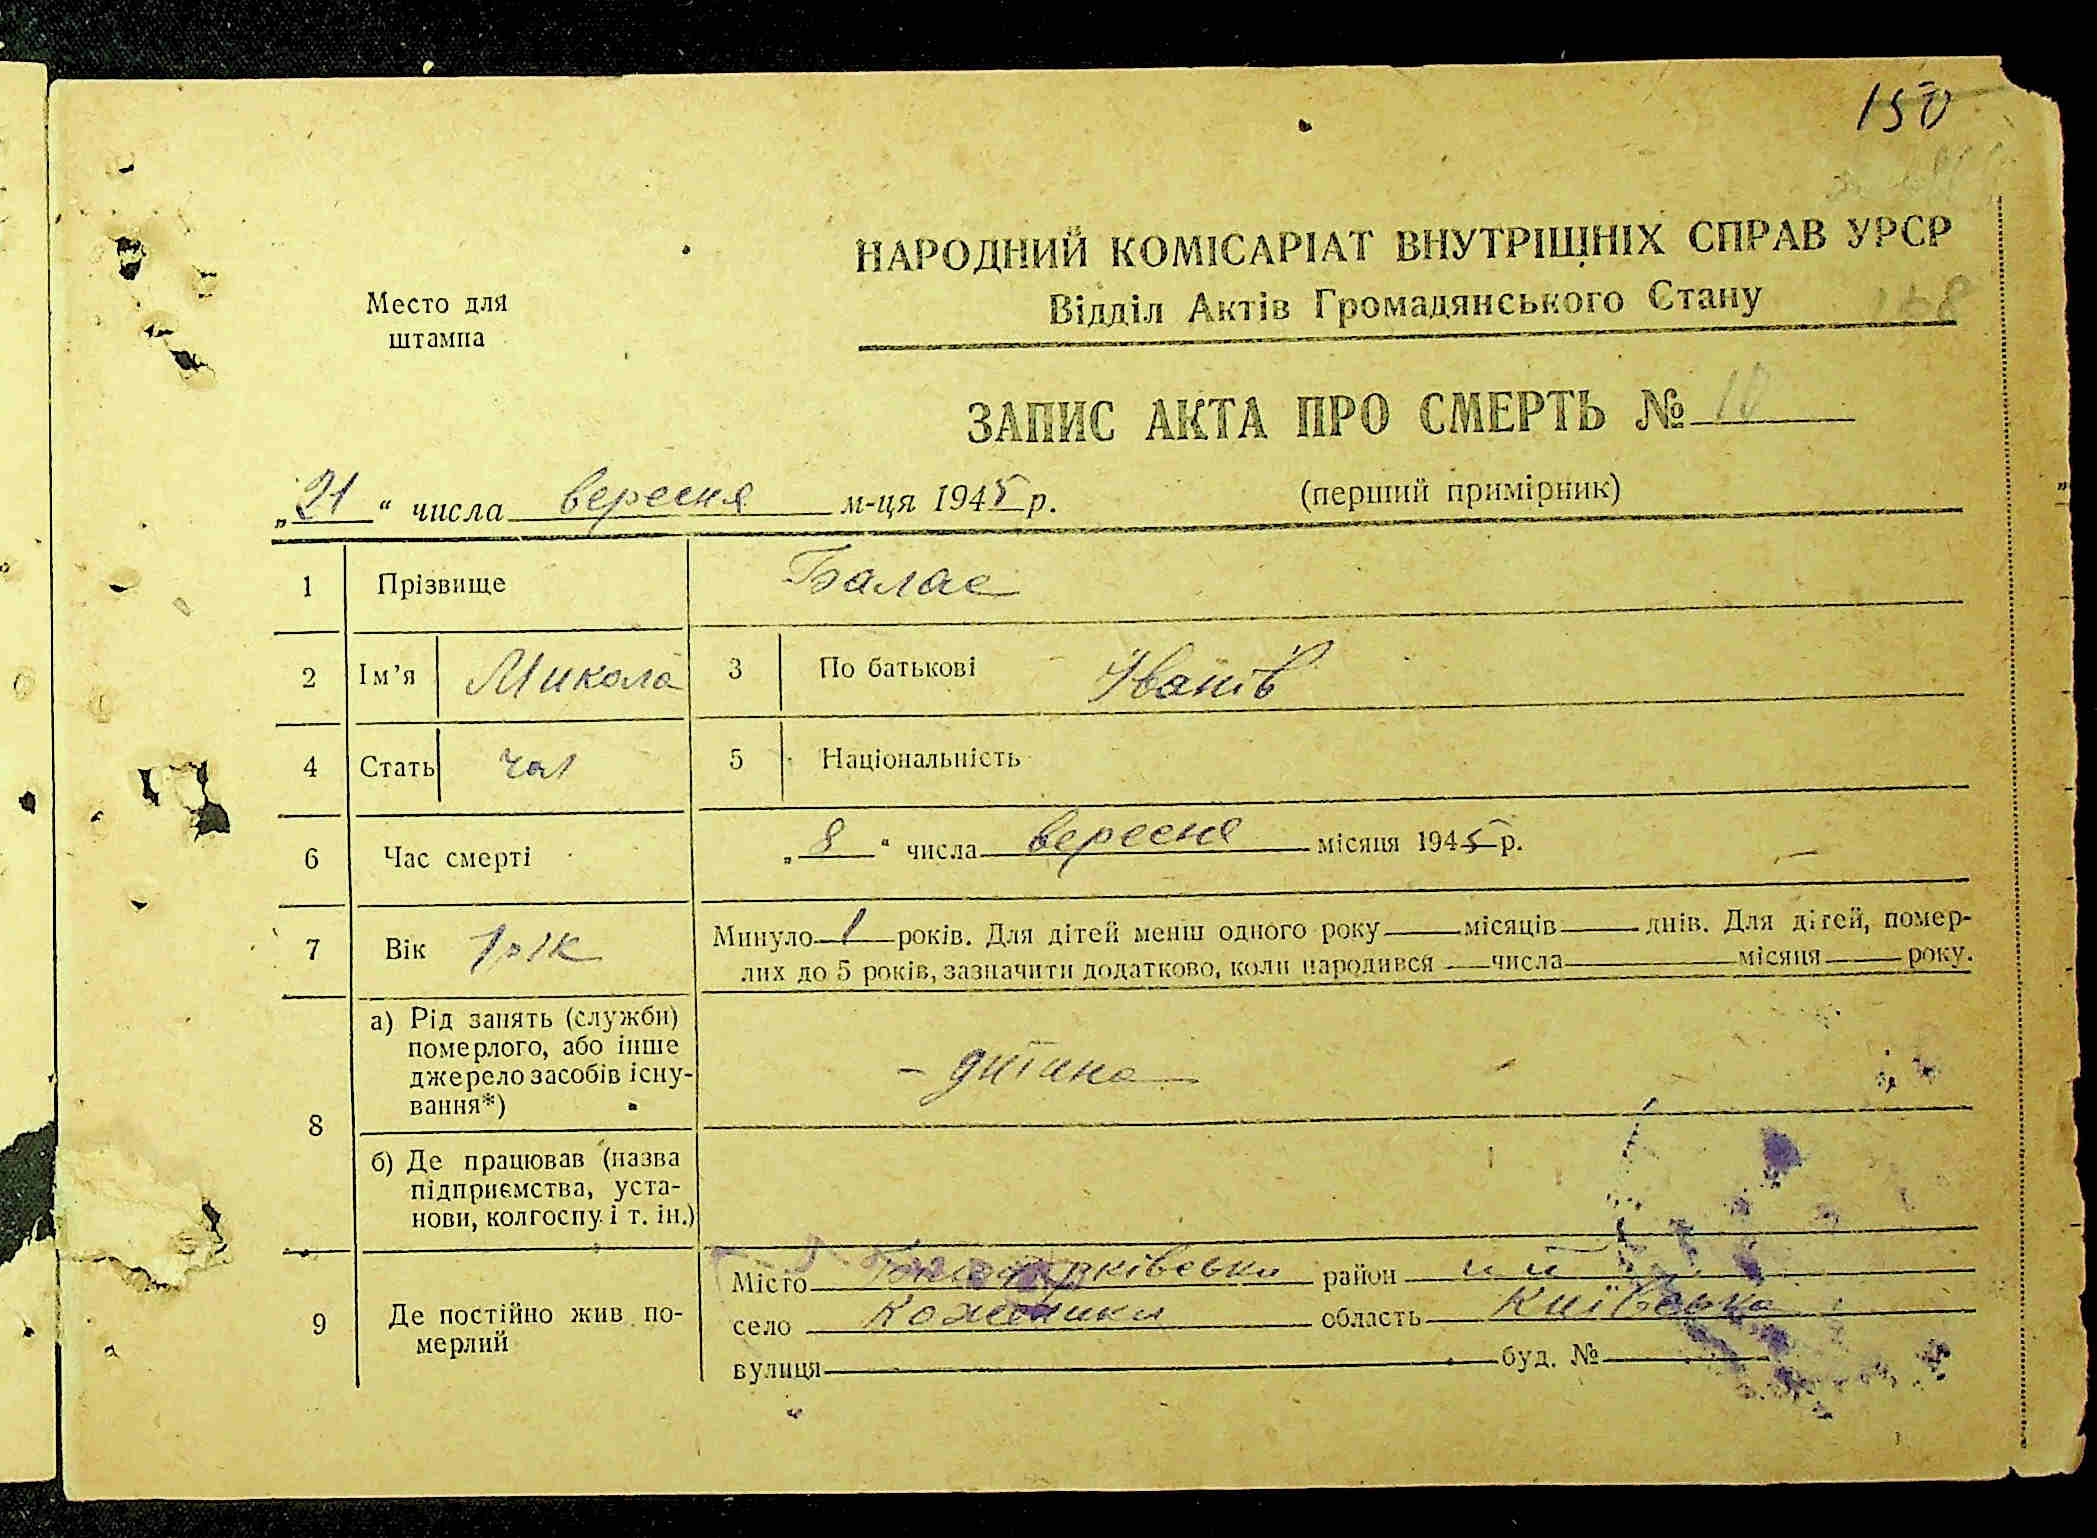 150
148
НАРОДНИЙ КОМІСАРІАТ ВНУТРІШНІХ СПРАВ УРСР
Место для штампа
Відділ Актів Громадянського Стану
ЗАПИС АКТА ПРО СМЕРТЬ № 10
„21“ числа вересня м-ця 1945 р.
(перший примірник)
1 Прізвище Балас
2 Ім’я Микола 3 По батькові Іванів
4 Стать чол 5 Національність
6 Час смерті „8“ числа вересня місяця 1945 р.
7 Вік 1 рік Минуло 1 років. Для дітей менш одного року місяців днів. Для дітей, помер-
лих до 5 років, зазначити додатково, коли народився числа місяця року.
8 а) Рід занять (служби)
померлого, або інше
джерело засобів існу-
вання*)
– дитина
б) Де працював (назва
підприємства, уста-
нови, колгоспу і т. ін.)
9 Де постійно жив по-
мерлий
Місто район
село область Київська
вулиця буд. №